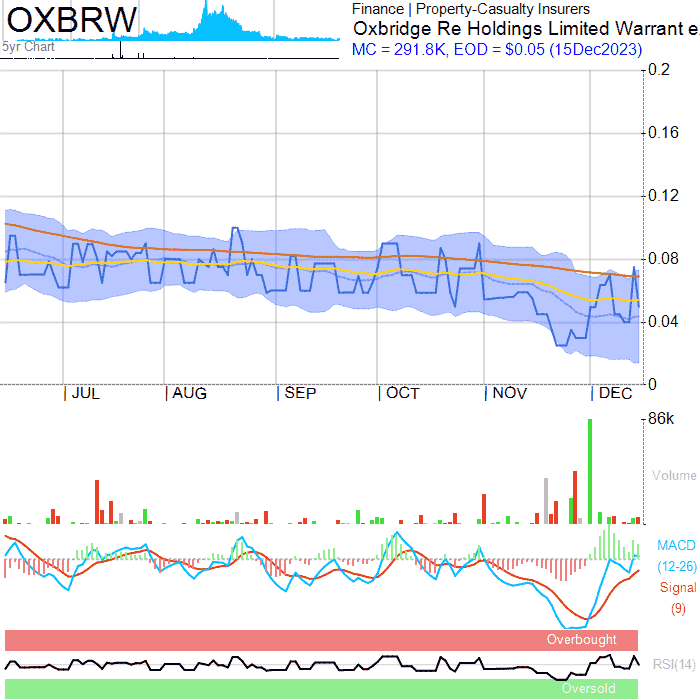 OXBRW
5yr Chart
Finance | Property-Casualty Insurers
Oxbridge Re Holdings Limited Warrant e
MC = 291.8K, EOD = $0.05 (15Dec2023)
0.2
0.16
0.12
0.08
0.04
0
JUL AUG SEP OCT NOV DEC
86k
Volume
MACD
(12-26)
Signal
(9)
Overbought
RSI(14)
Oversold